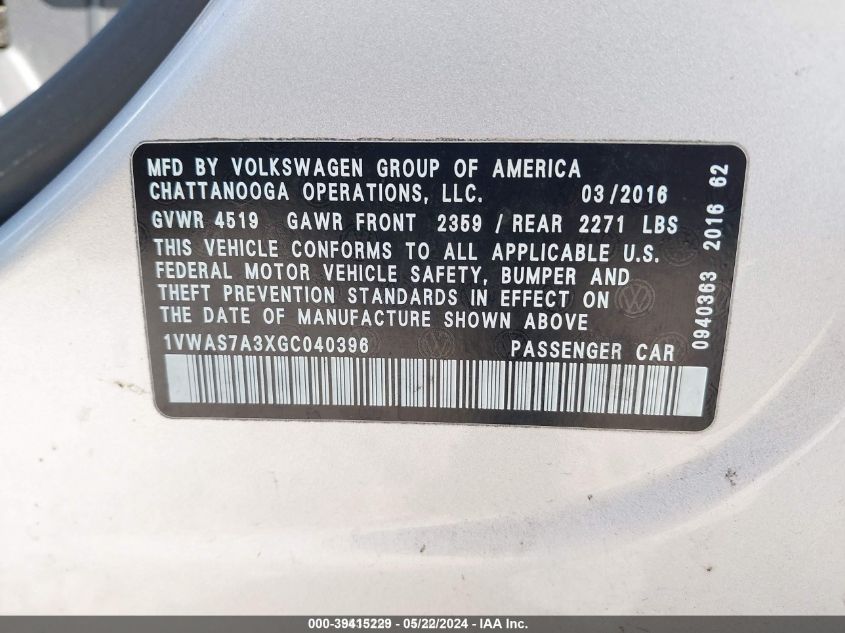 MFD BY VOLKSWAGEN GROUP OF AMERICA
CHATTANOOGA OPERATIONS, LLC. 03/2016
GVWR 4519 GAWR FRONT 2359 / REAR 2271 LBS
THIS VEHICLE CONFORMS TO ALL APPLICABLE U.S.
FEDERAL MOTOR VEHICLE SAFETY, BUMPER AND
THEFT PREVENTION STANDARDS IN EFFECT ON
THE DATE OF MANUFACTURE SHOWN ABOVE
1VWAS7A3XGC040396 PASSENGER CAR
0940363 2016 62
000-39415229 - 05/22/2024 - IAA Inc.